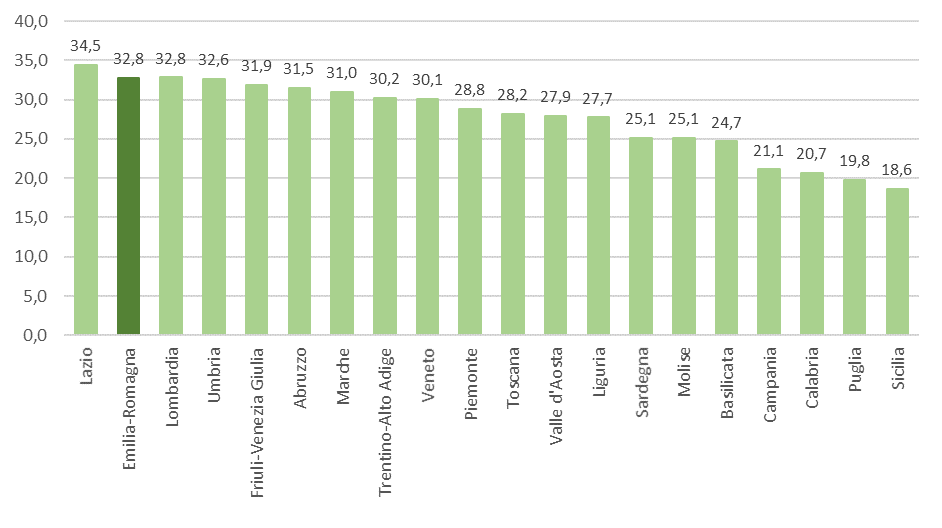 40,0
35,0
30,0
25,0
20,0
15,0
10,0
5,0
0,0
34,5
32,8
32,8
32,6
31,9
31,5
31,0
30,2
30,1
28,8
28,2
27,9
27,7
25,1
25,1
24,7
21,1
20,7
19,8
18,6
Lazio
Emilia-Romagna
Lombardia
Umbria
Friuli-Venezia Giulia
Abruzzo
Marche
Trentino-Alto Adige
Veneto
Piemonte
Toscana
Valle d'Aosta
Liguria
Sardegna
Molise
Basilicata
Campania
Calabria
Puglia
Sicilia